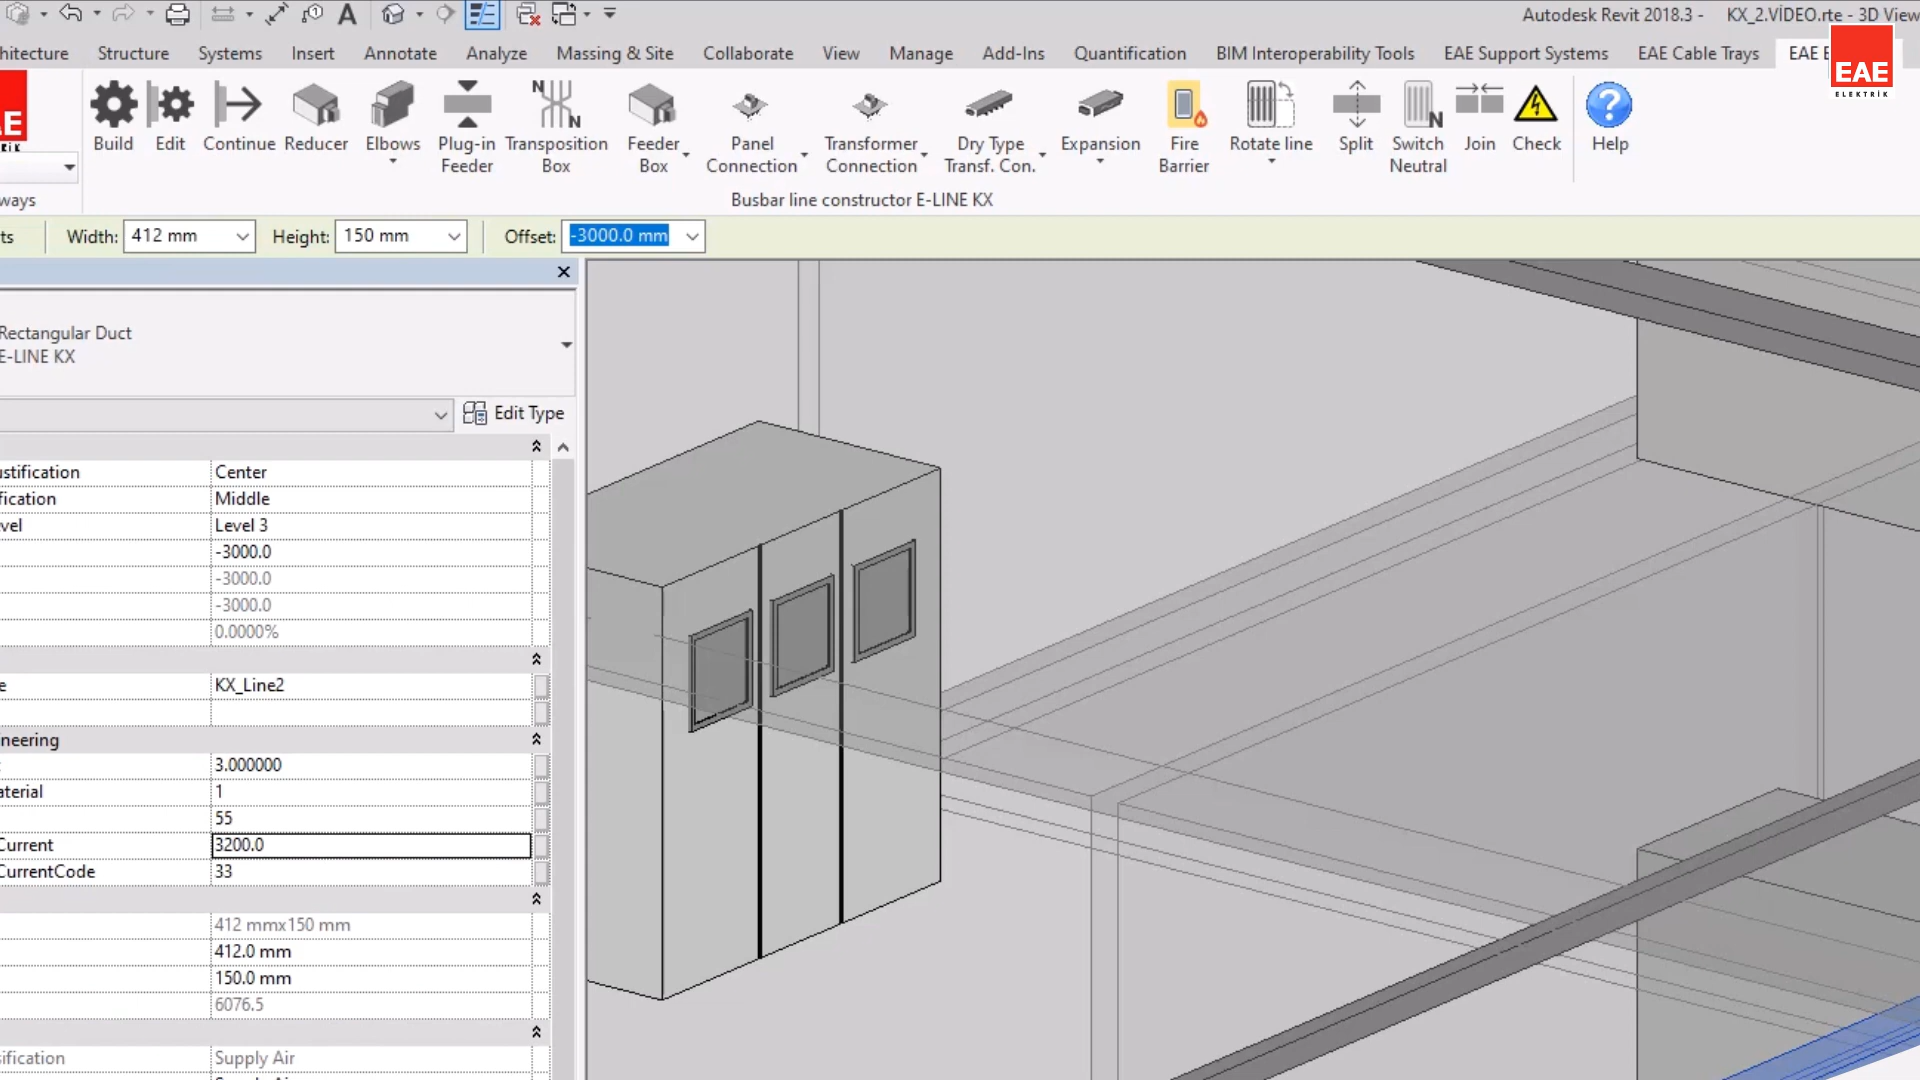 Autodesk Revit 2018.3 - KX_2.VİDEO.rte - 3D View
hitecture Structure Systems Insert Annotate Analyze Massing & Site Collaborate View Manage Add-Ins Quantification BIM Interoperability Tools EAE Support Systems EAE Cable Trays EAE E
EAE
ELEKTRİK
Build Edit Continue Reducer Elbows Plug-in Feeder Transposition Box Feeder Box Panel Connection Transformer Connection Dry Type Transf. Con. Expansion Fire Barrier Rotate line Split Switch Neutral Join Check Help
ways
Busbar line constructor E-LINE KX
ts Width: 412 mm Height: 150 mm Offset: -3000.0 mm
Rectangular Duct
E-LINE KX
Edit Type
ustification Center
fication Middle
vel Level 3
-3000.0
-3000.0
-3000.0
0.0000%
e KX_Line2
neering
3.000000
aterial 1
55
Current 3200.0
CurrentCode 33
412 mmx150 mm
412.0 mm
150.0 mm
6076.5
sification Supply Air